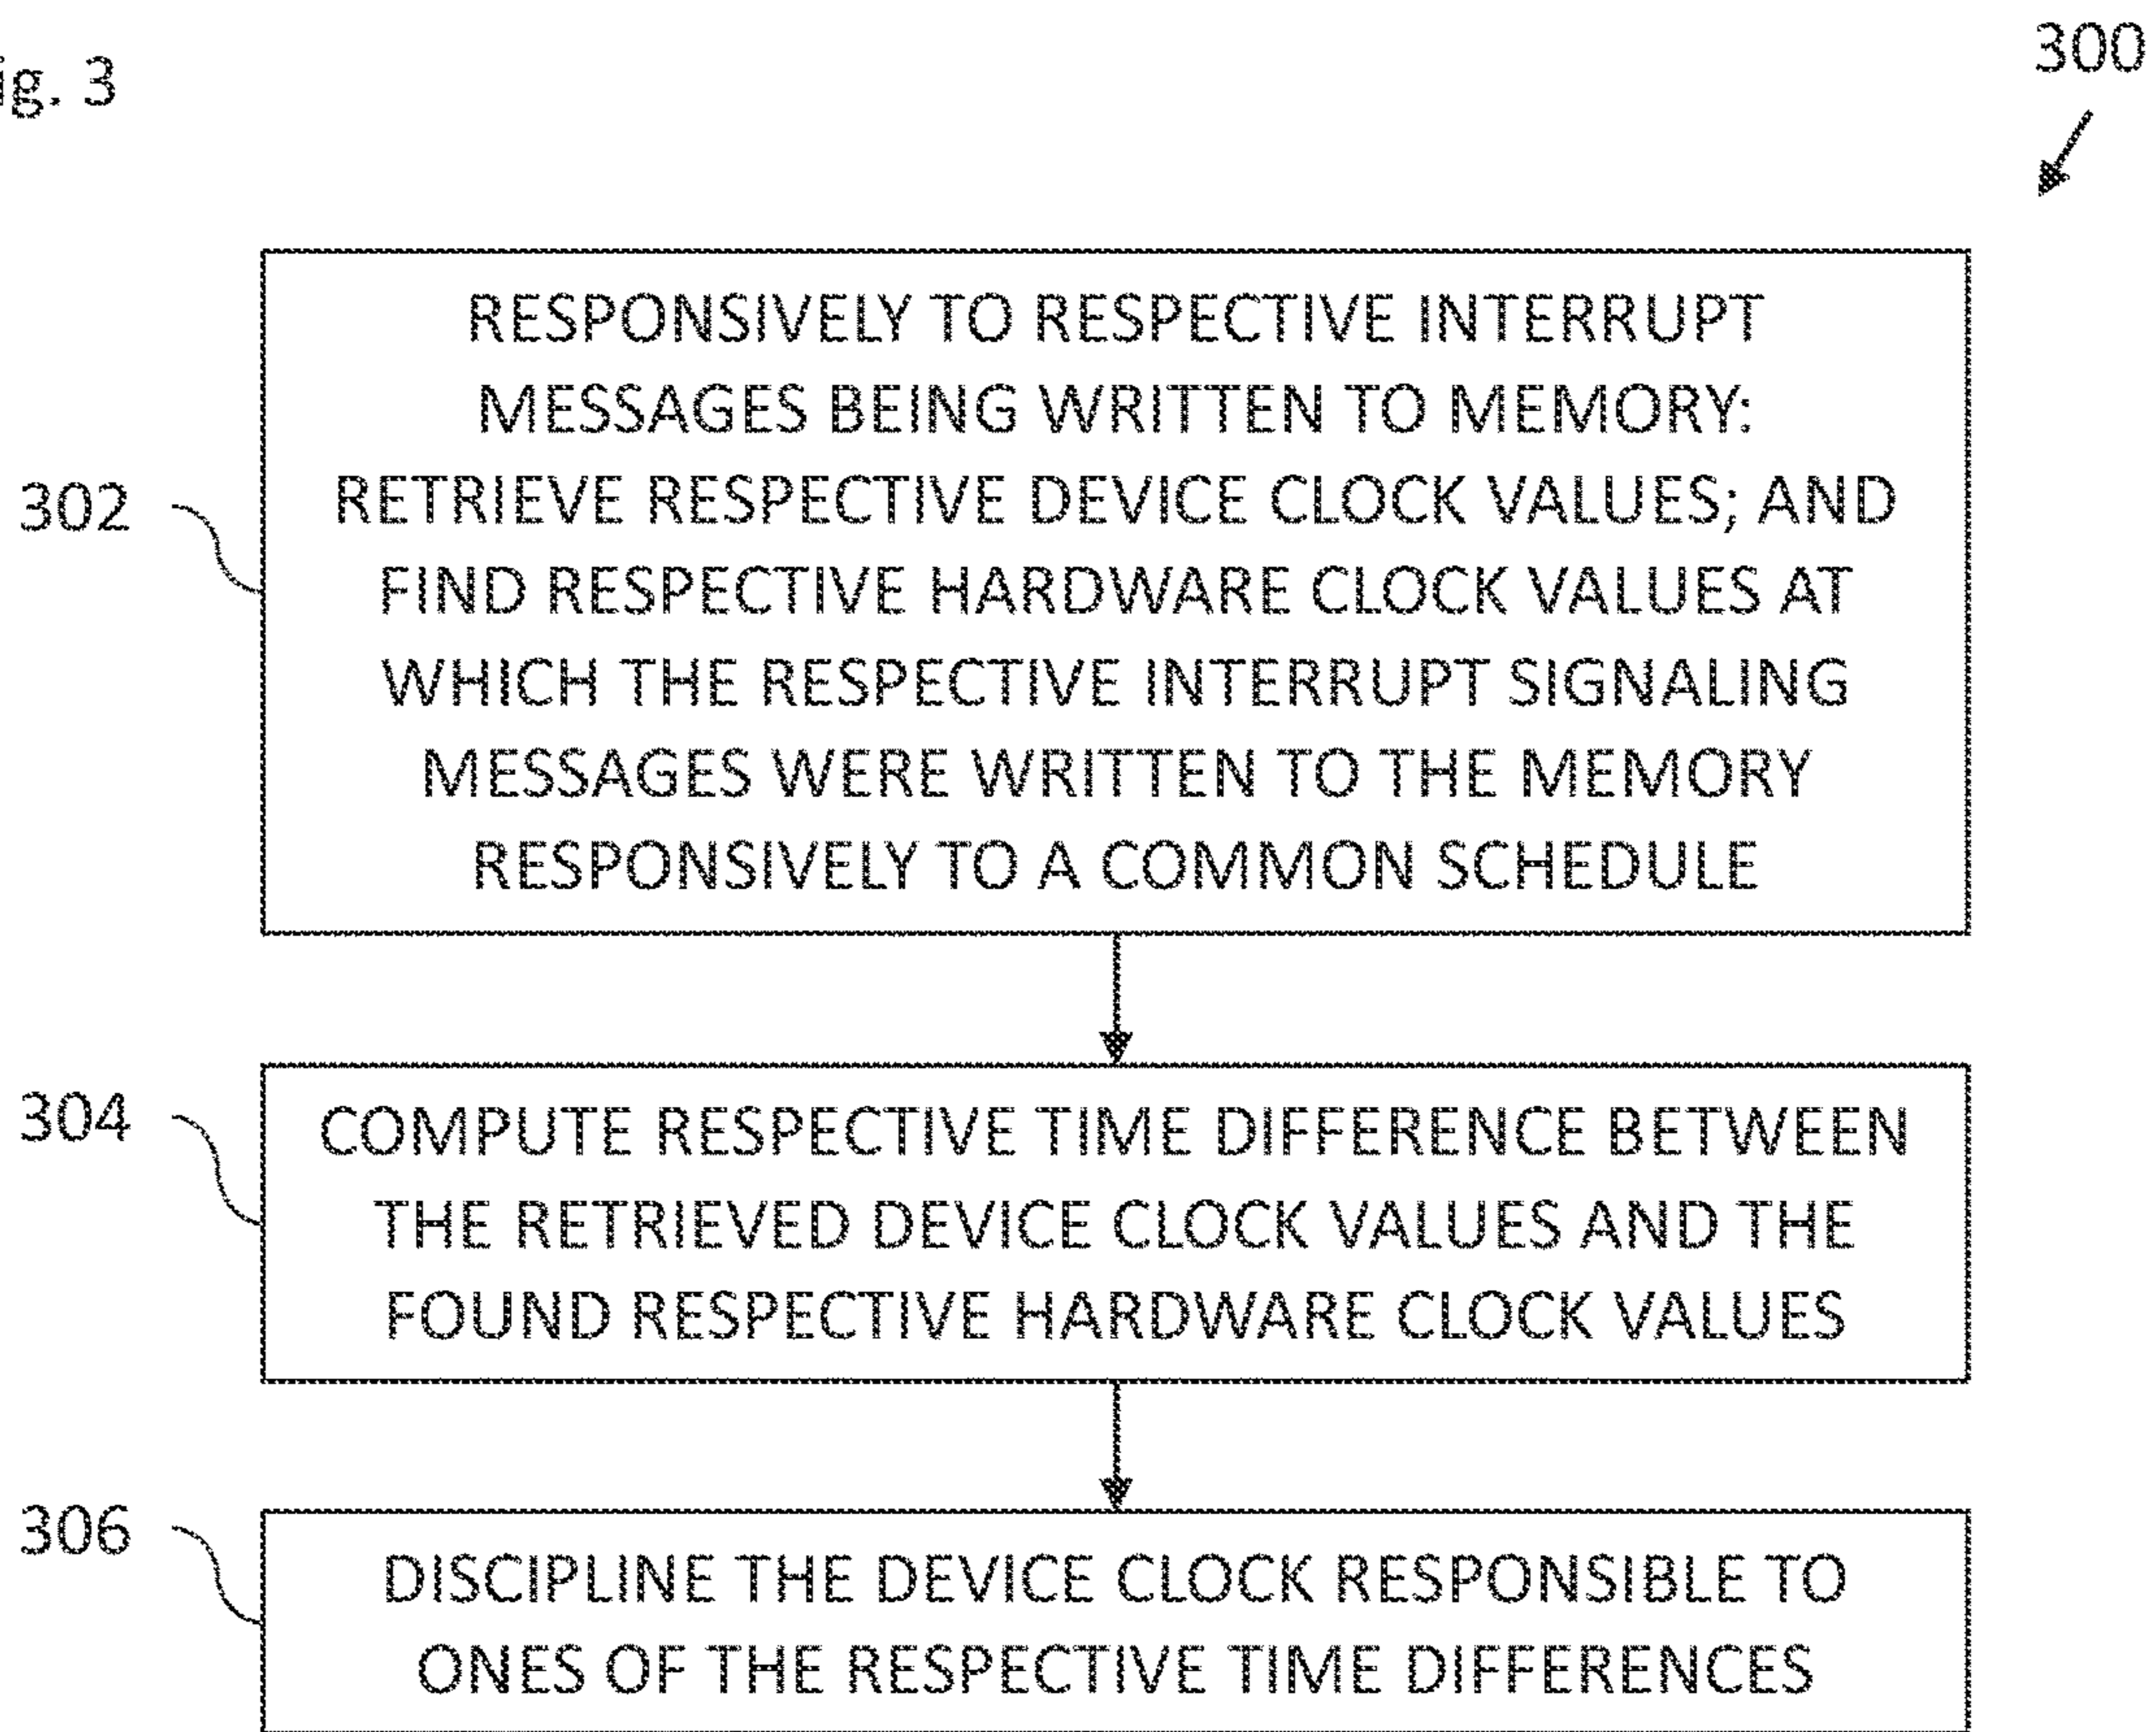 ig. 3
300
302
RESPONSIVELY TO RESPECTIVE INTERRUPT
MESSAGES BEING WRITTEN TO MEMORY:
RETRIEVE RESPECTIVE DEVICE CLOCK VALUES; AND
FIND RESPECTIVE HARDWARE CLOCK VALUES AT
WHICH THE RESPECTIVE INTERRUPT SIGNALING
MESSAGES WERE WRITTEN TO THE MEMORY
RESPONSIVELY TO A COMMON SCHEDULE
304
COMPUTE RESPECTIVE TIME DIFFERENCE BETWEEN
THE RETRIEVED DEVICE CLOCK VALUES AND THE
FOUND RESPECTIVE HARDWARE CLOCK VALUES
306
DISCIPLINE THE DEVICE CLOCK RESPONSIBLE TO
ONES OF THE RESPECTIVE TIME DIFFERENCES